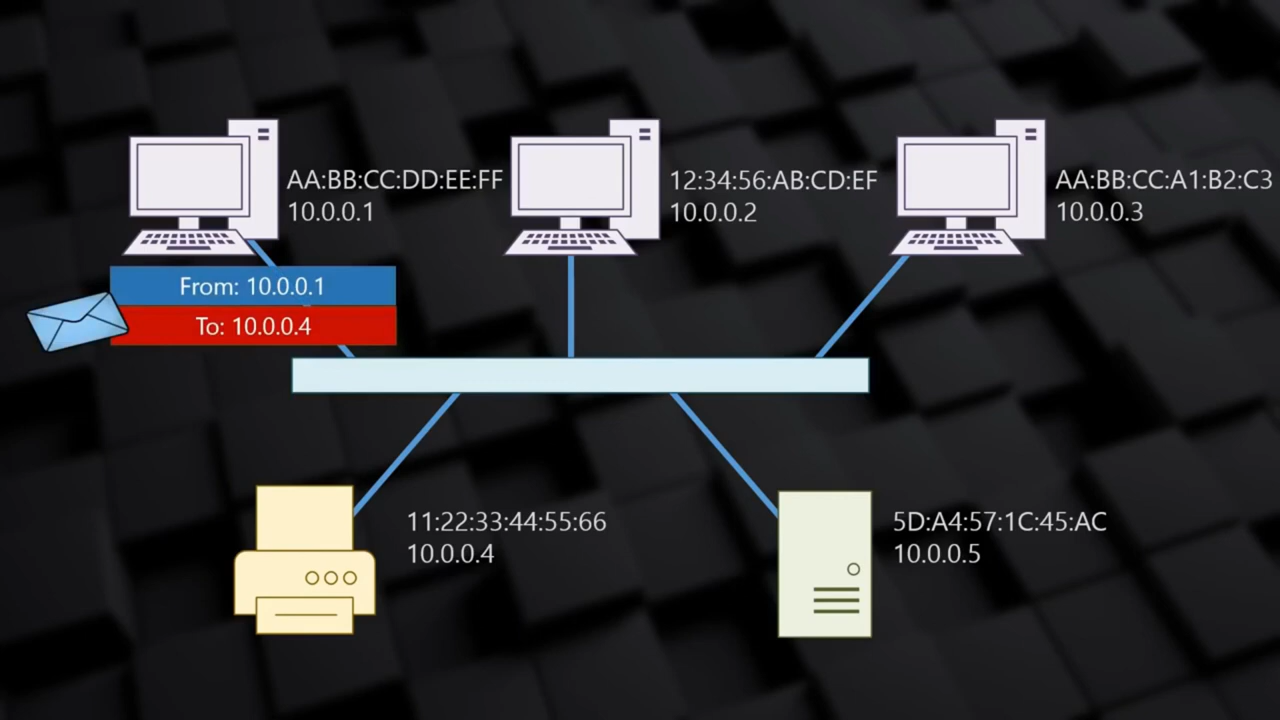 AA:BB:CC:DD:EE:FF
10.0.0.1
12:34:56:AB:CD:EF
10.0.0.2
AA:BB:CC:A1:B2:C3
10.0.0.3
From: 10.0.0.1
To: 10.0.0.4
11:22:33:44:55:66
10.0.0.4
5D:A4:57:1C:45:AC
10.0.0.5